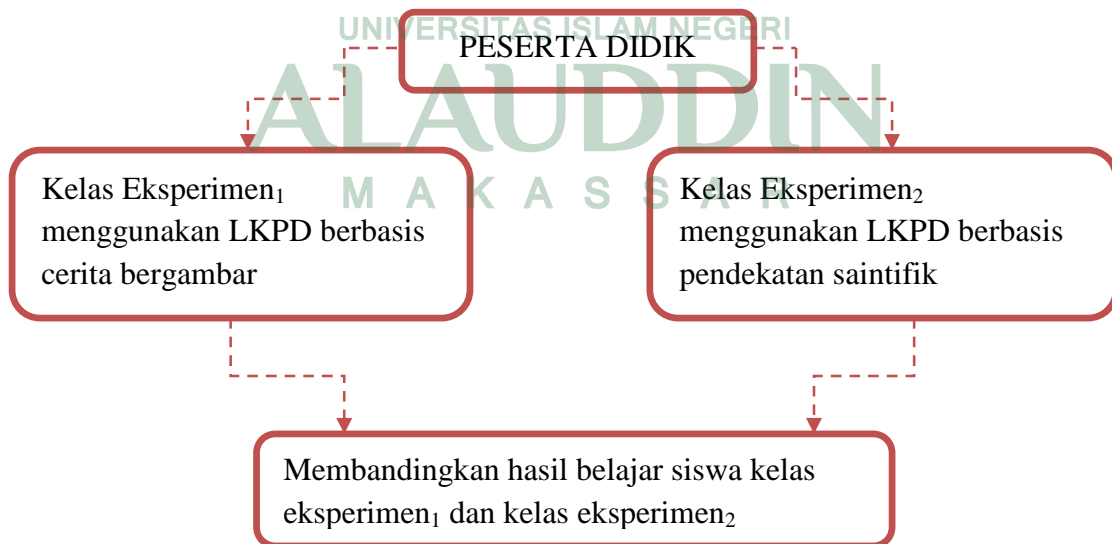 UNIVERSITAS ISLAM NEGERI
PESERTA DIDIK
ALAUDDIN
MAKASSAR
Kelas Eksperimen₁
menggunakan LKPD berbasis
cerita bergambar
Kelas Eksperimen₂
menggunakan LKPD berbasis
pendekatan saintifik
Membandingkan hasil belajar siswa kelas
eksperimen₁ dan kelas eksperimen₂